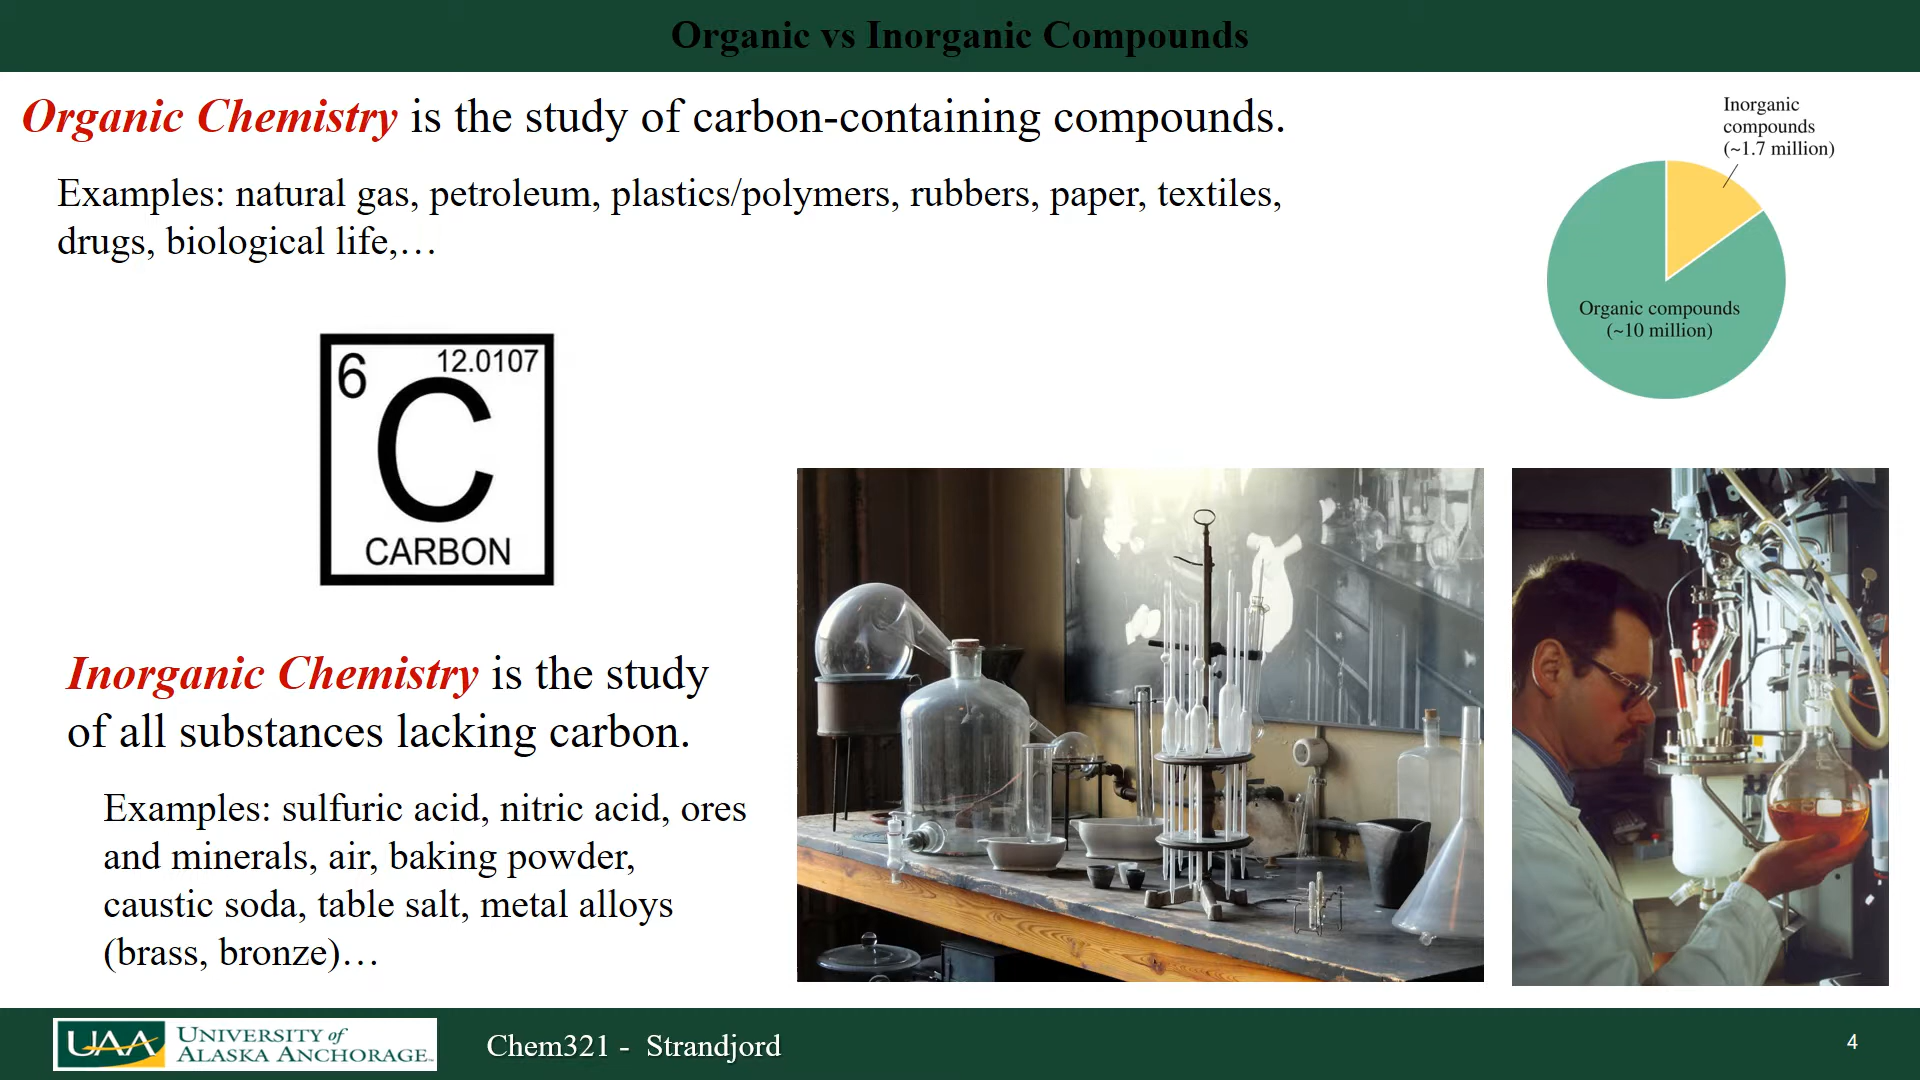 Organic vs Inorganic Compounds
Organic Chemistry is the study of carbon-containing compounds.
Examples: natural gas, petroleum, plastics/polymers, rubbers, paper, textiles,
drugs, biological life,…
Inorganic
compounds
(~1.7 million)
Organic compounds
(~10 million)
6
12.0107
C
CARBON
Inorganic Chemistry is the study
of all substances lacking carbon.
Examples: sulfuric acid, nitric acid, ores
and minerals, air, baking powder,
caustic soda, table salt, metal alloys
(brass, bronze)…
UAA
UNIVERSITY of
ALASKA ANCHORAGE
Chem321 - Strandjord
4